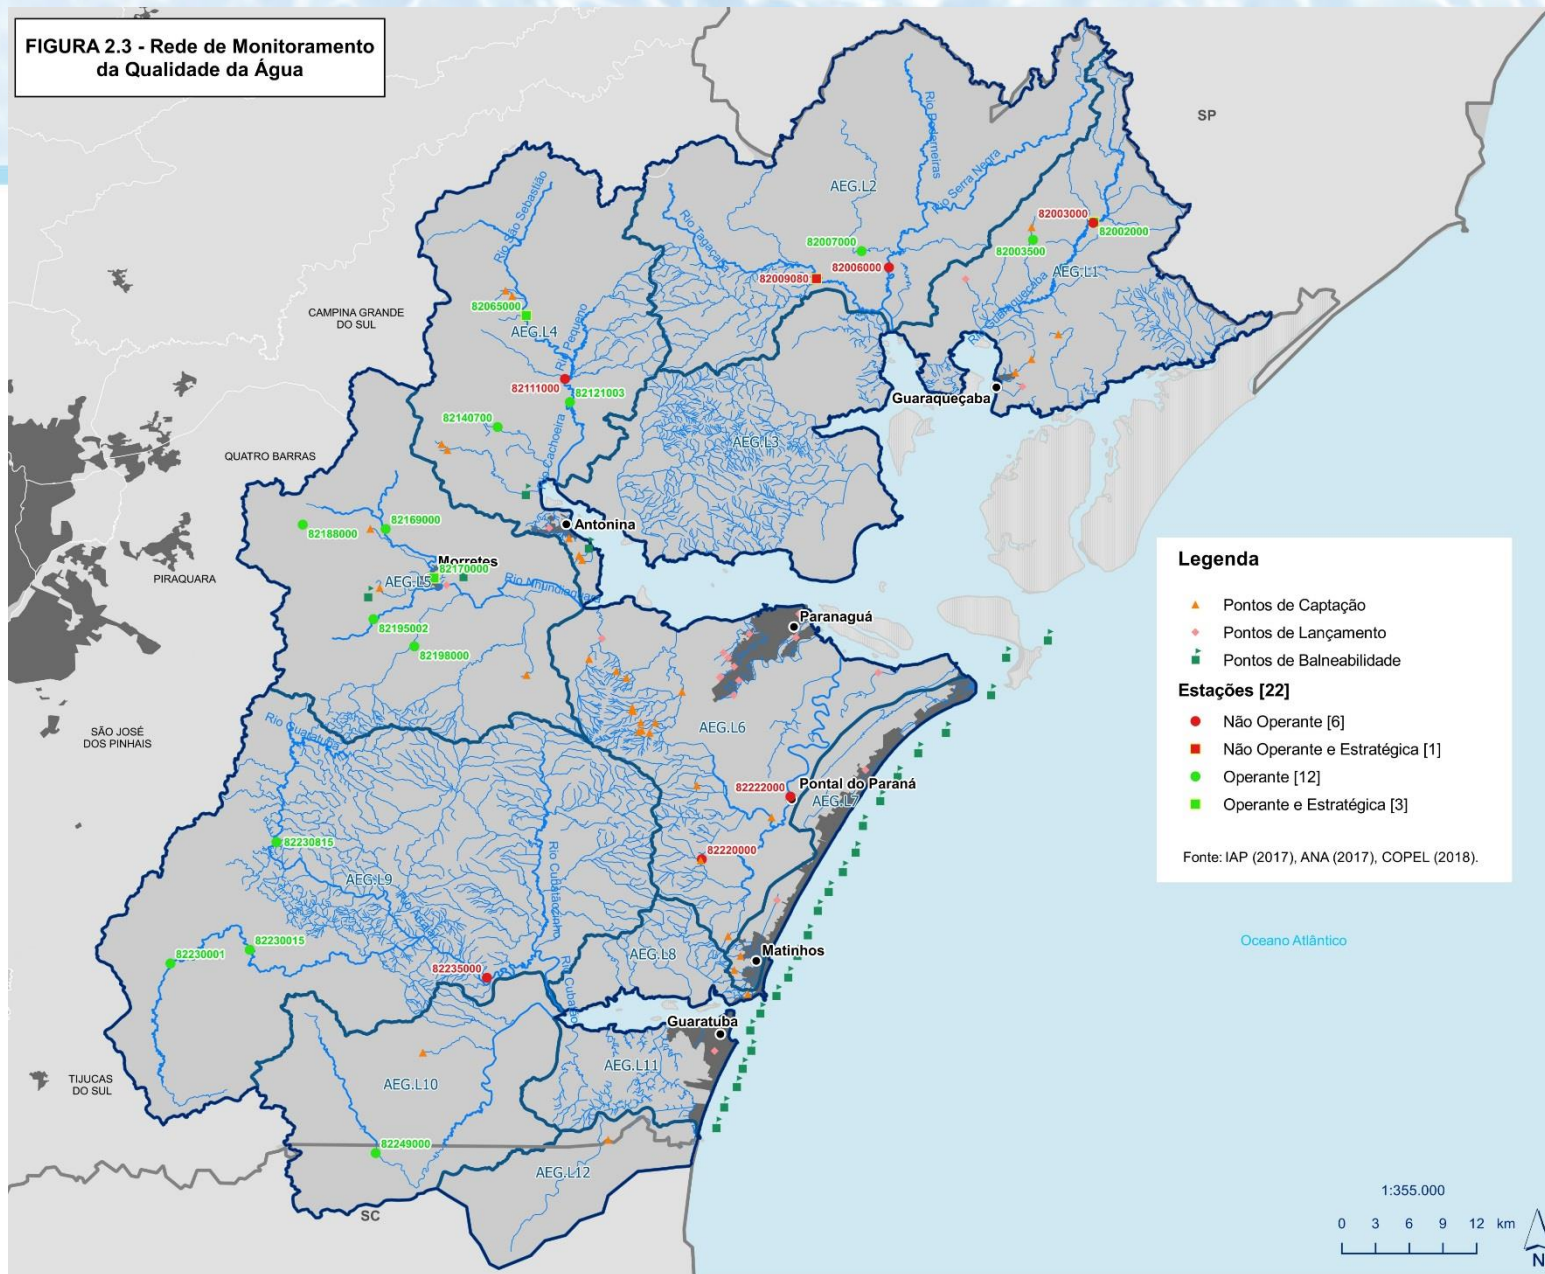 FIGURA 2.3 - Rede de Monitoramento
da Qualidade da Água
SP
Rio Pederneiras
Rio Serra Negra
AEG.L2
Rio São Sebastião
Rio Tagaçaba
82003000
82002000
82003500
82007000
82006000
82009080
AEG.L1
Rio Guaraqueçaba
CAMPINA GRANDE
DO SUL
82065000
AEG.L4
Rio Pequeno
82111000
82121003
82140700
Guaraqueçaba
AEG.L3
Rio Cachoeira
QUATRO BARRAS
82188000
82169000
Antonina
Morretes
82170000
AEG.L5
Rio Nhundiaquara
PIRAQUARA
82195002
82198000
Paranaguá
SÃO JOSÉ
DOS PINHAIS
Rio Guaratuba
AEG.L6
82222000
Pontal do Paraná
AEG.L7
82220000
82230815
AEG.L9
Rio Cubatãozinho
82230015
82230001
82235000
AEG.L8
Matinhos
Rio Cubatão
Guaratuba
TIJUCAS
DO SUL
AEG.L10
AEG.L11
82249000
AEG.L12
SC
Legenda
Pontos de Captação
Pontos de Lançamento
Pontos de Balneabilidade
Estações [22]
Não Operante [6]
Não Operante e Estratégica [1]
Operante [12]
Operante e Estratégica [3]
Fonte: IAP (2017), ANA (2017), COPEL (2018).
Oceano Atlântico
1:355.000
0 3 6 9 12 km
N